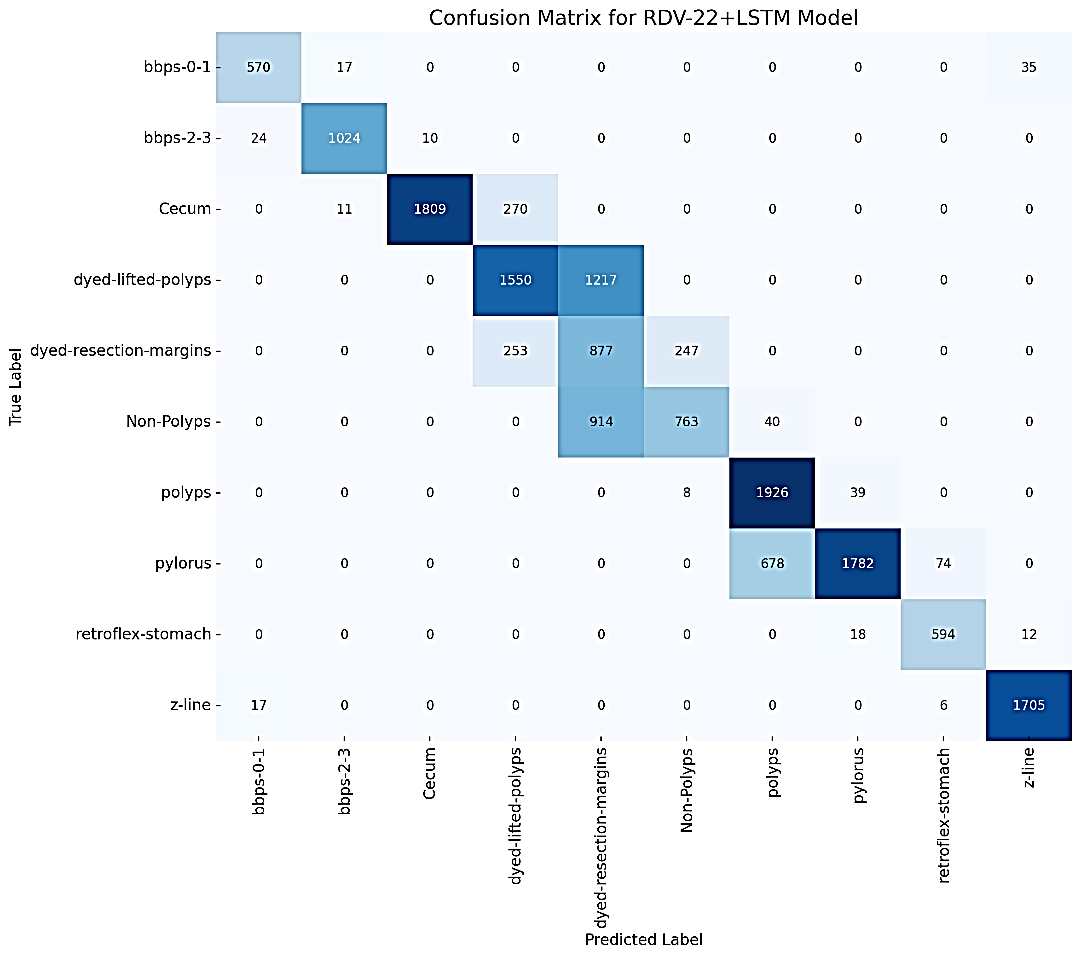 Confusion Matrix for RDV-22+LSTM Model
True Label
bbps-0-1 570 17 0 0 0 0 0 0 0 35
bbps-2-3 24 1024 10 0 0 0 0 0 0 0
Cecum 0 11 1809 270 0 0 0 0 0 0
dyed-lifted-polyps 0 0 0 1550 1217 0 0 0 0 0
dyed-resection-margins 0 0 0 253 877 247 0 0 0 0
Non-Polyps 0 0 0 0 914 763 40 0 0 0
polyps 0 0 0 0 0 8 1926 39 0 0
pylorus 0 0 0 0 0 0 678 1782 74 0
retroflex-stomach 0 0 0 0 0 0 0 18 594 12
z-line 17 0 0 0 0 0 0 0 6 1705
bbps-0-1
bbps-2-3
Cecum
dyed-lifted-polyps
dyed-resection-margins
Non-Polyps
polyps
pylorus
retroflex-stomach
z-line
Predicted Label